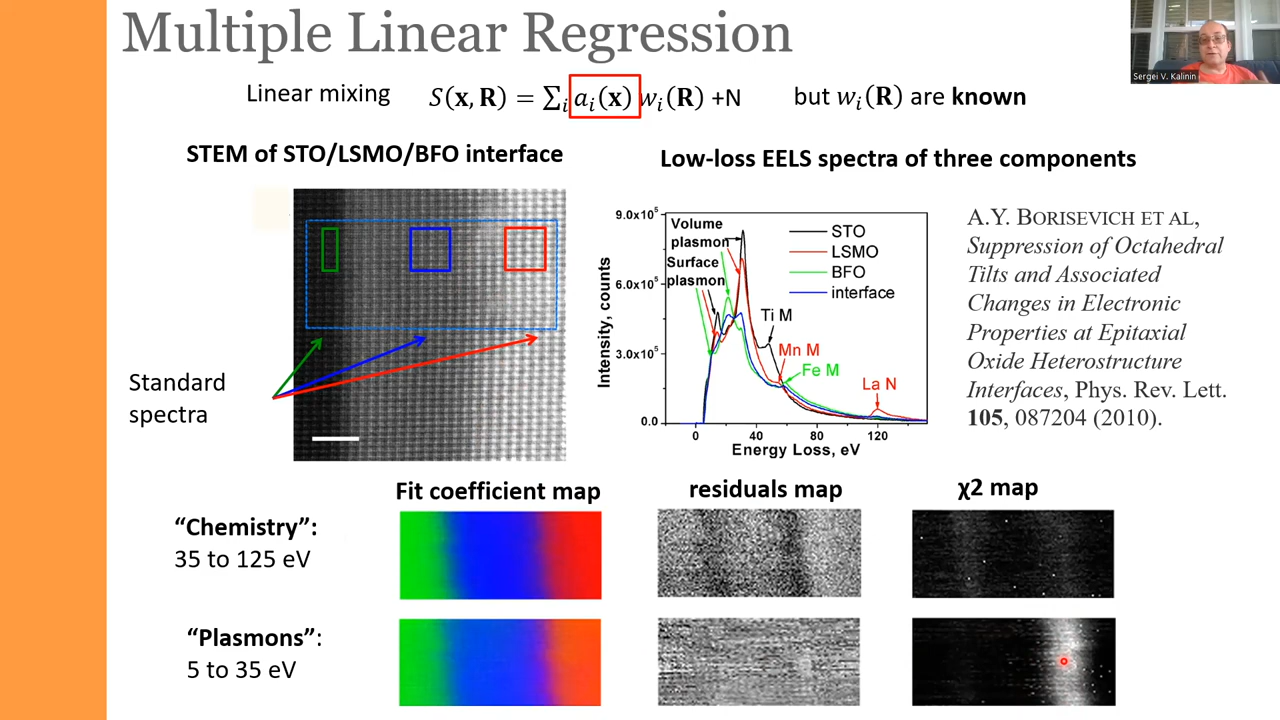 Multiple Linear Regression
Sergei V. Kalinin
Linear mixing S(𝐱, 𝐑) = ∑ᵢ aᵢ(𝐱) wᵢ(𝐑) +N but wᵢ(𝐑) are known
STEM of STO/LSMO/BFO interface
Low-loss EELS spectra of three components
Standard
spectra
9.0x10⁵
6.0x10⁵
3.0x10⁵
0.0
Intensity, counts
Volume
plasmon
Surface
plasmon
STO
LSMO
BFO
interface
Ti M
Mn M
Fe M
La N
0 40 80 120
Energy Loss, eV
A.Y. BORISEVICH ET AL,
Suppression of Octahedral
Tilts and Associated
Changes in Electronic
Properties at Epitaxial
Oxide Heterostructure
Interfaces, Phys. Rev. Lett.
105, 087204 (2010).
Fit coefficient map
residuals map
χ2 map
“Chemistry”:
35 to 125 eV
“Plasmons”:
5 to 35 eV